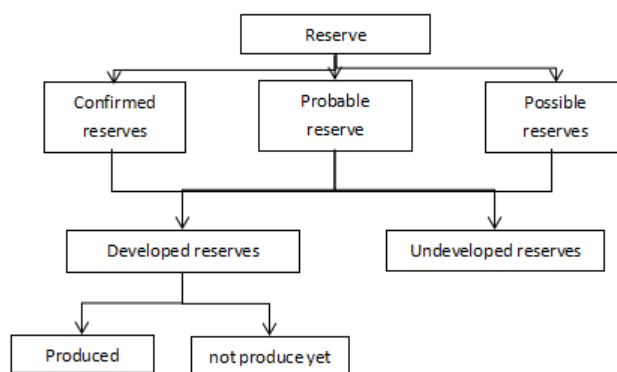 Reserve
Confirmed
reserves
Probable
reserve
Possible
reserves
Developed reserves
Undeveloped reserves
Produced
not produce yet